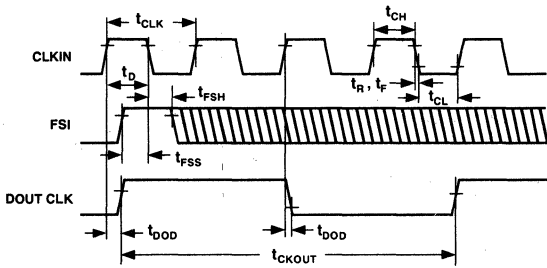 tCLK
tCH
CLKIN
tD
tR , tF
tFSH
tCL
FSI
tFSS
DOUT CLK
tDOD
tDOD
tCKOUT